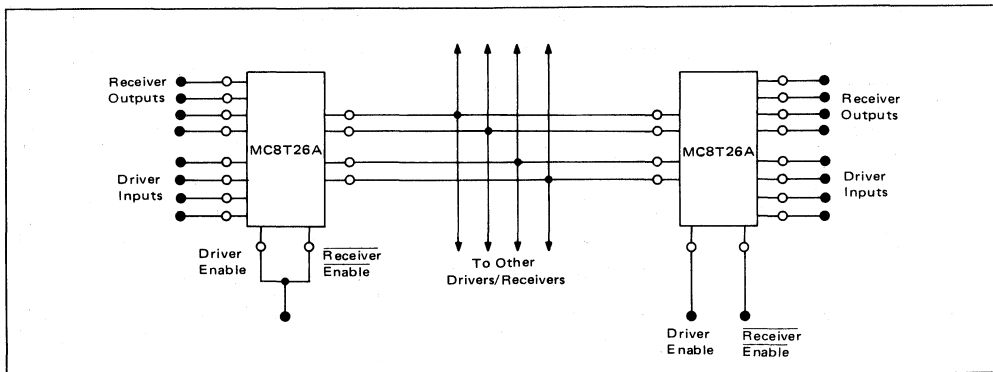 Receiver
Outputs
MC8T26A
Driver
Inputs
Driver
Enable
Receiver
Enable
To Other
Drivers/Receivers
MC8T26A
Receiver
Outputs
Driver
Inputs
Driver
Enable
Receiver
Enable